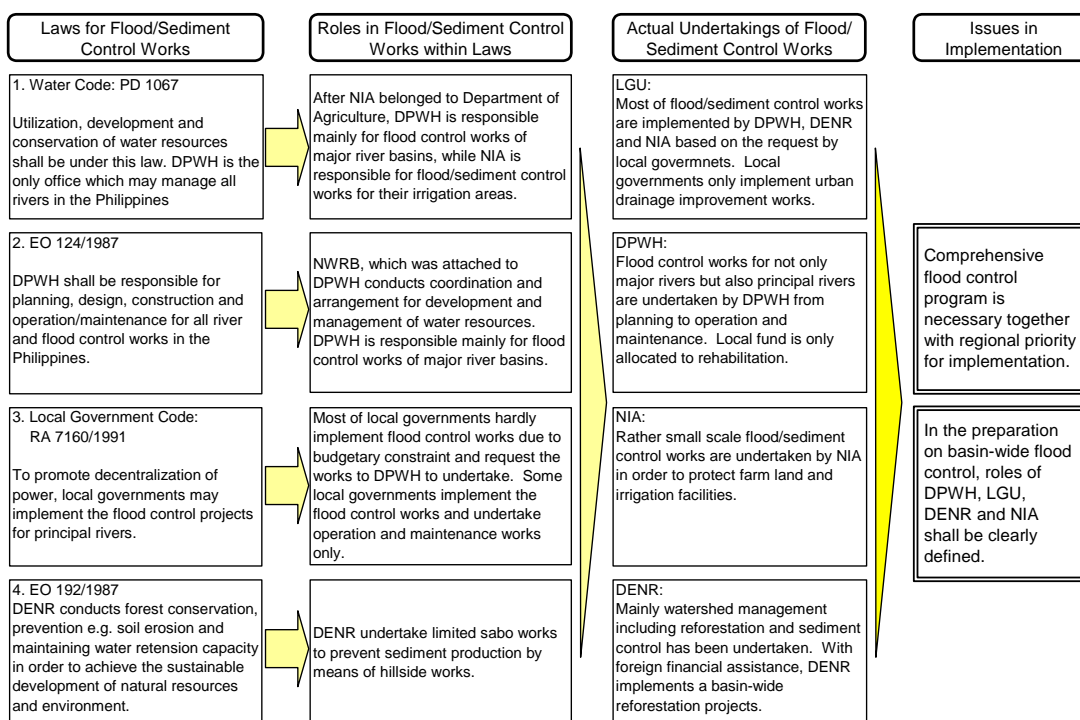 Laws for Flood/Sediment
Control Works
Roles in Flood/Sediment Control
Works within Laws
Actual Undertakings of Flood/
Sediment Control Works
Issues in
Implementation
1. Water Code: PD 1067
Utilization, development and
conservation of water resources
shall be under this law. DPWH is the
only office which may manage all
rivers in the Philippines
After NIA belonged to Department of
Agriculture, DPWH is responsible
mainly for flood control works of
major river basins, while NIA is
responsible for flood/sediment control
works for their irrigation areas.
LGU:
Most of flood/sediment control works
are implemented by DPWH, DENR
and NIA based on the request by
local governmnets. Local
governments only implement urban
drainage improvement works.
2. EO 124/1987
DPWH shall be responsible for
planning, design, construction and
operation/maintenance for all river
and flood control works in the
Philippines.
NWRB, which was attached to
DPWH conducts coordination and
arrangement for development and
management of water resources.
DPWH is responsible mainly for flood
control works of major river basins.
DPWH:
Flood control works for not only
major rivers but also principal rivers
are undertaken by DPWH from
planning to operation and
maintenance. Local fund is only
allocated to rehabilitation.
Comprehensive
flood control
program is
necessary together
with regional priority
for implementation.
3. Local Government Code:
RA 7160/1991
To promote decentralization of
power, local governments may
implement the flood control projects
for principal rivers.
Most of local governments hardly
implement flood control works due to
budgetary constraint and request the
works to DPWH to undertake. Some
local governments implement the
flood control works and undertake
operation and maintenance works
only.
NIA:
Rather small scale flood/sediment
control works are undertaken by NIA
in order to protect farm land and
irrigation facilities.
In the preparation
on basin-wide flood
control, roles of
DPWH, LGU,
DENR and NIA
shall be clearly
defined.
4. EO 192/1987
DENR conducts forest conservation,
prevention e.g. soil erosion and
maintaining water retension capacity
in order to achieve the sustainable
development of natural resources
and environment.
DENR undertake limited sabo works
to prevent sediment production by
means of hillside works.
DENR:
Mainly watershed management
including reforestation and sediment
control has been undertaken. With
foreign financial assistance, DENR
implements a basin-wide
reforestation projects.